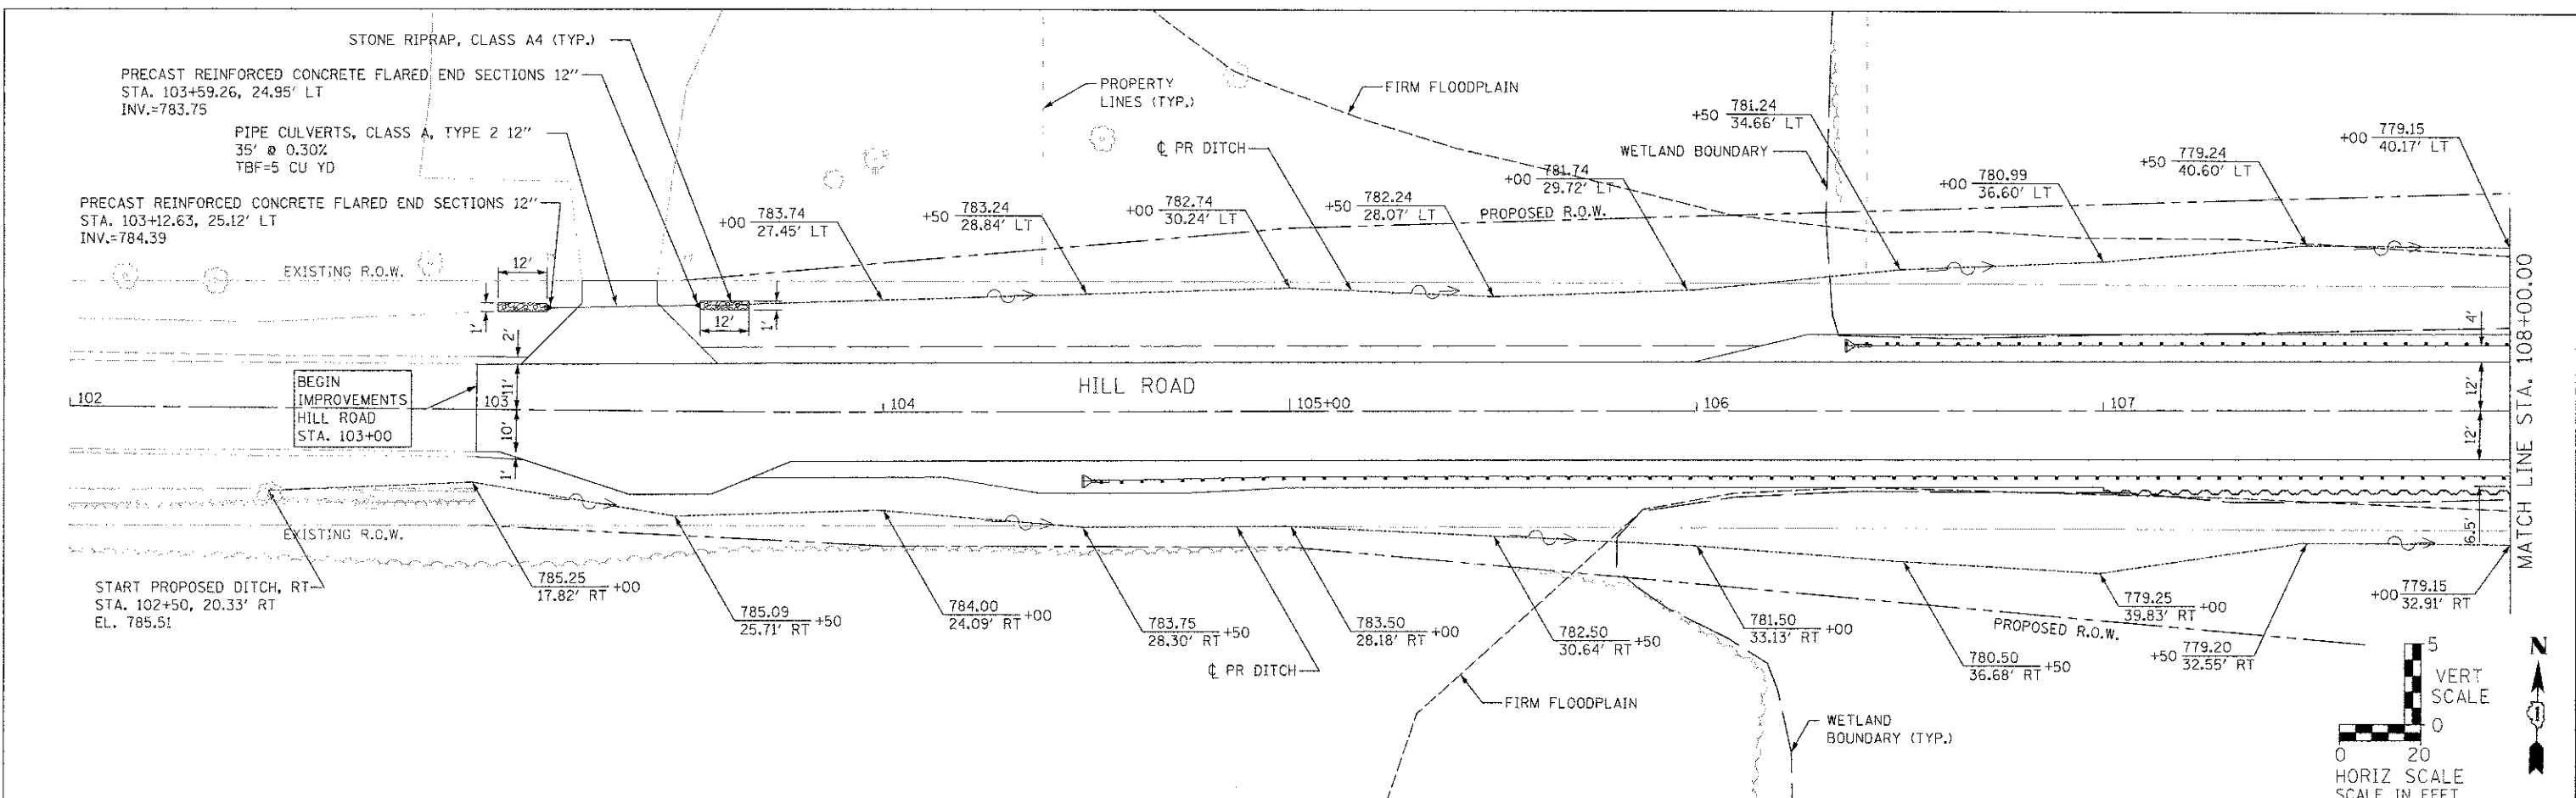 STONE RIPRAP, CLASS A4 (TYP.)
PRECAST REINFORCED CONCRETE FLARED END SECTIONS 12"
STA. 103+59.26, 24.95' LT
INV.=783.75
PIPE CULVERTS, CLASS A, TYPE 2 12"
35' @ 0.30%
TBF=5 CU YD
PRECAST REINFORCED CONCRETE FLARED END SECTIONS 12"
STA. 103+12.63, 25.12' LT
INV.=784.39
EXISTING R.O.W.
PROPERTY
LINES (TYP.)
FIRM FLOODPLAIN
℄ PR DITCH
WETLAND BOUNDARY
PROPOSED R.O.W.
+00 783.74
27.45' LT
+50 783.24
28.84' LT
+00 782.74
30.24' LT
+50 782.24
28.07' LT
+00 781.74
29.72' LT
+50 781.24
34.66' LT
+00 780.99
36.60' LT
+50 779.24
40.60' LT
+00 779.15
40.17' LT
12'
1'
2'
12'
1'
11'
10'
1'
4'
12'
12'
6.5'
BEGIN
IMPROVEMENTS
HILL ROAD
STA. 103+00
HILL ROAD
102
103
104
105+00
106
107
MATCH LINE STA. 108+00.00
EXISTING R.O.W.
START PROPOSED DITCH, RT
STA. 102+50, 20.33' RT
EL. 785.51
785.25
17.82' RT +00
785.09
25.71' RT +50
784.00
24.09' RT +00
783.75
28.30' RT +50
783.50
28.18' RT +00
782.50
30.64' RT +50
781.50
33.13' RT +00
780.50
36.68' RT +50
779.25
39.83' RT +00
+50 779.20
32.55' RT
+00 779.15
32.91' RT
℄ PR DITCH
PROPOSED R.O.W.
FIRM FLOODPLAIN
WETLAND
BOUNDARY (TYP.)
5
VERT
SCALE
0
0 20
HORIZ SCALE
SCALE IN FEET
N